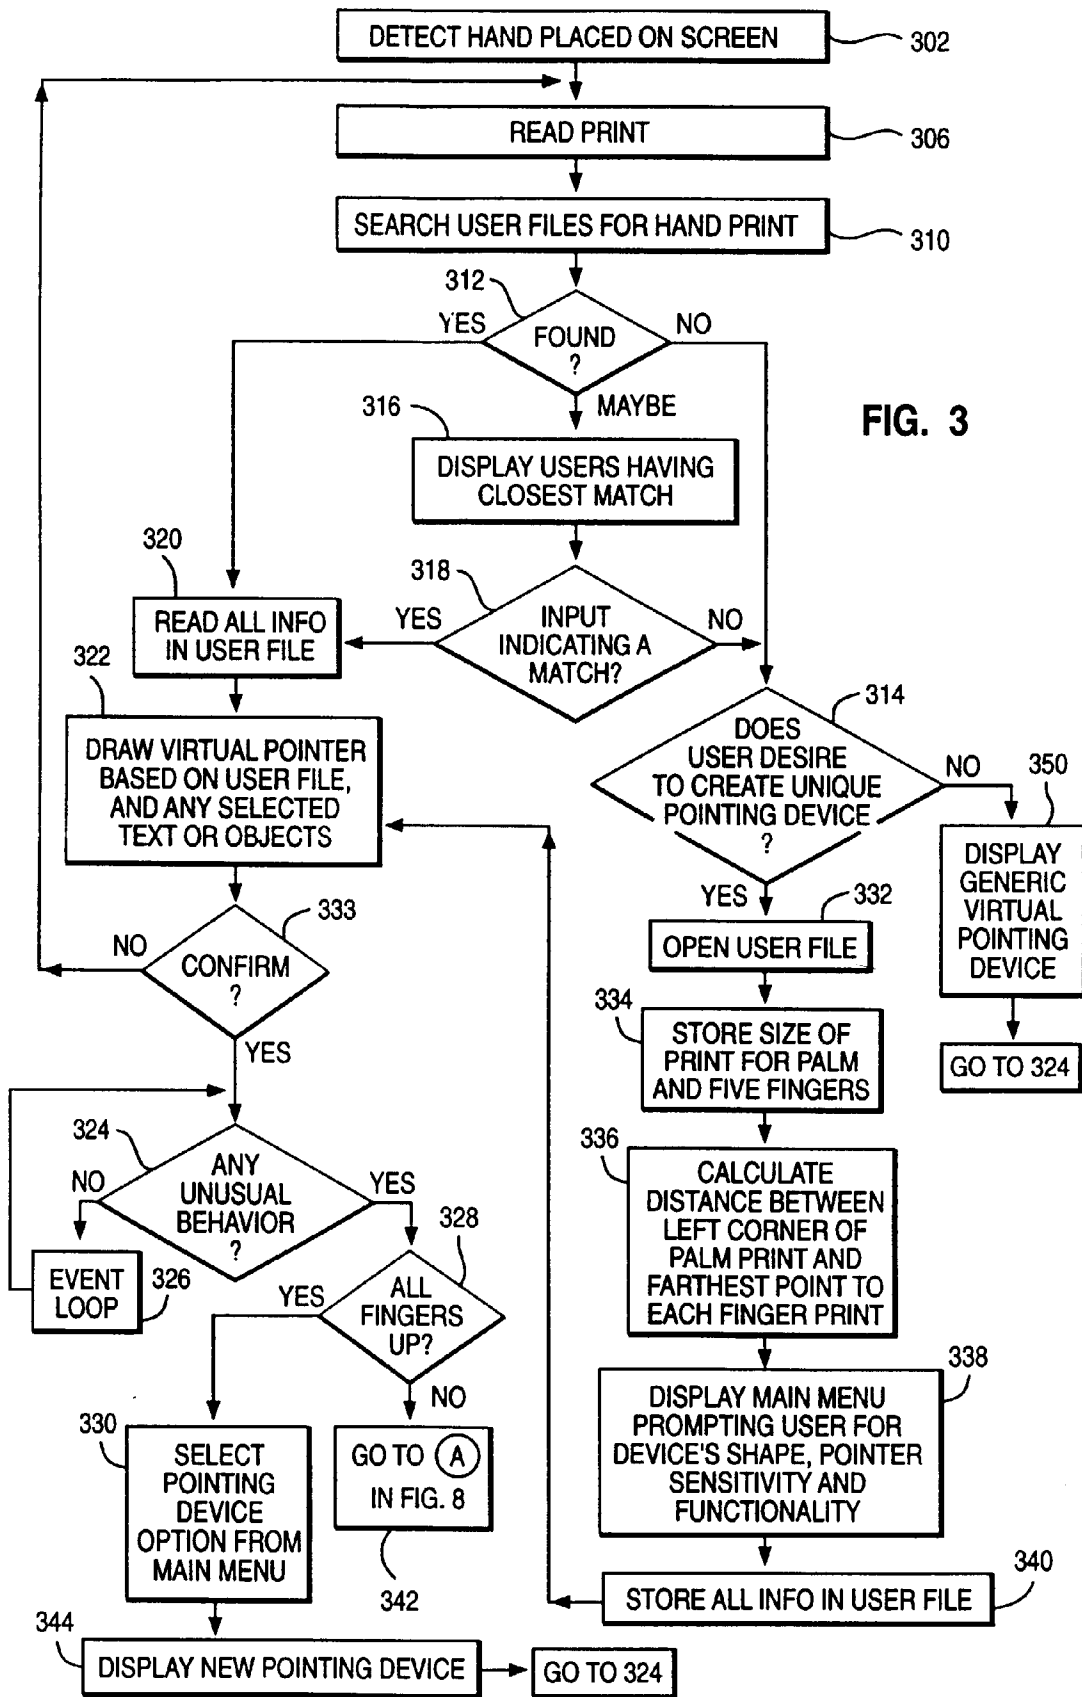 DETECT HAND PLACED ON SCREEN
302
READ PRINT
306
SEARCH USER FILES FOR HAND PRINT
310
312
YES
FOUND
?
NO
MAYBE
FIG. 3
316
DISPLAY USERS HAVING
CLOSEST MATCH
320
READ ALL INFO
IN USER FILE
318
YES
INPUT
INDICATING A
MATCH?
NO
322
DRAW VIRTUAL POINTER
BASED ON USER FILE,
AND ANY SELECTED
TEXT OR OBJECTS
314
DOES
USER DESIRE
TO CREATE UNIQUE
POINTING DEVICE
?
NO
350
DISPLAY
GENERIC
VIRTUAL
POINTING
DEVICE
GO TO 324
YES
332
OPEN USER FILE
333
NO
CONFIRM
?
YES
334
STORE SIZE OF
PRINT FOR PALM
AND FIVE FINGERS
324
NO
ANY
UNUSUAL
BEHAVIOR
?
YES
336
CALCULATE
DISTANCE BETWEEN
LEFT CORNER OF
PALM PRINT AND
FARTHEST POINT TO
EACH FINGER PRINT
EVENT
LOOP
326
328
YES
ALL
FINGERS
UP?
NO
338
DISPLAY MAIN MENU
PROMPTING USER FOR
DEVICE'S SHAPE, POINTER
SENSITIVITY AND
FUNCTIONALITY
330
SELECT
POINTING
DEVICE
OPTION FROM
MAIN MENU
GO TO A
IN FIG. 8
342
340
STORE ALL INFO IN USER FILE
344
DISPLAY NEW POINTING DEVICE
GO TO 324